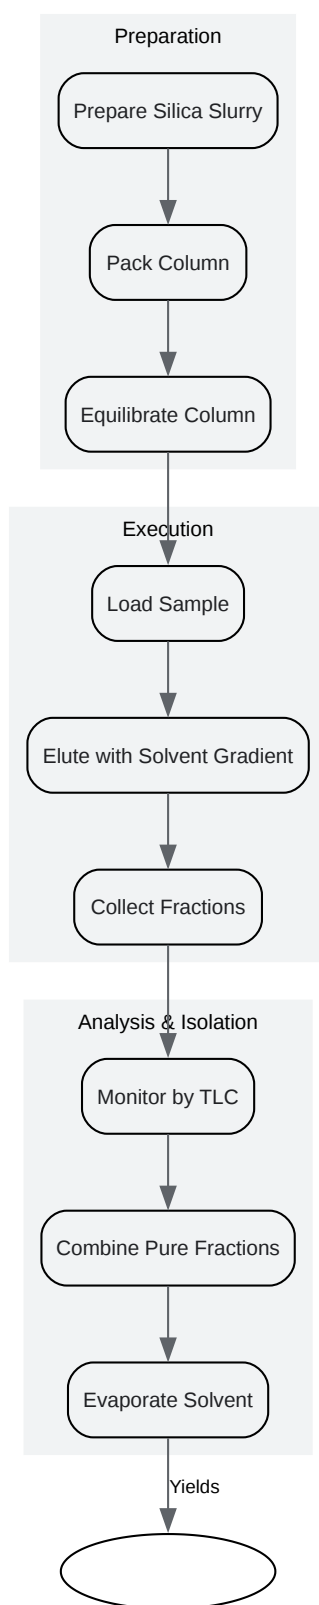 Preparation
Prepare Silica Slurry
Pack Column
Equilibrate Column
Execution
Load Sample
Elute with Solvent Gradient
Collect Fractions
Analysis & Isolation
Monitor by TLC
Combine Pure Fractions
Evaporate Solvent
Yields